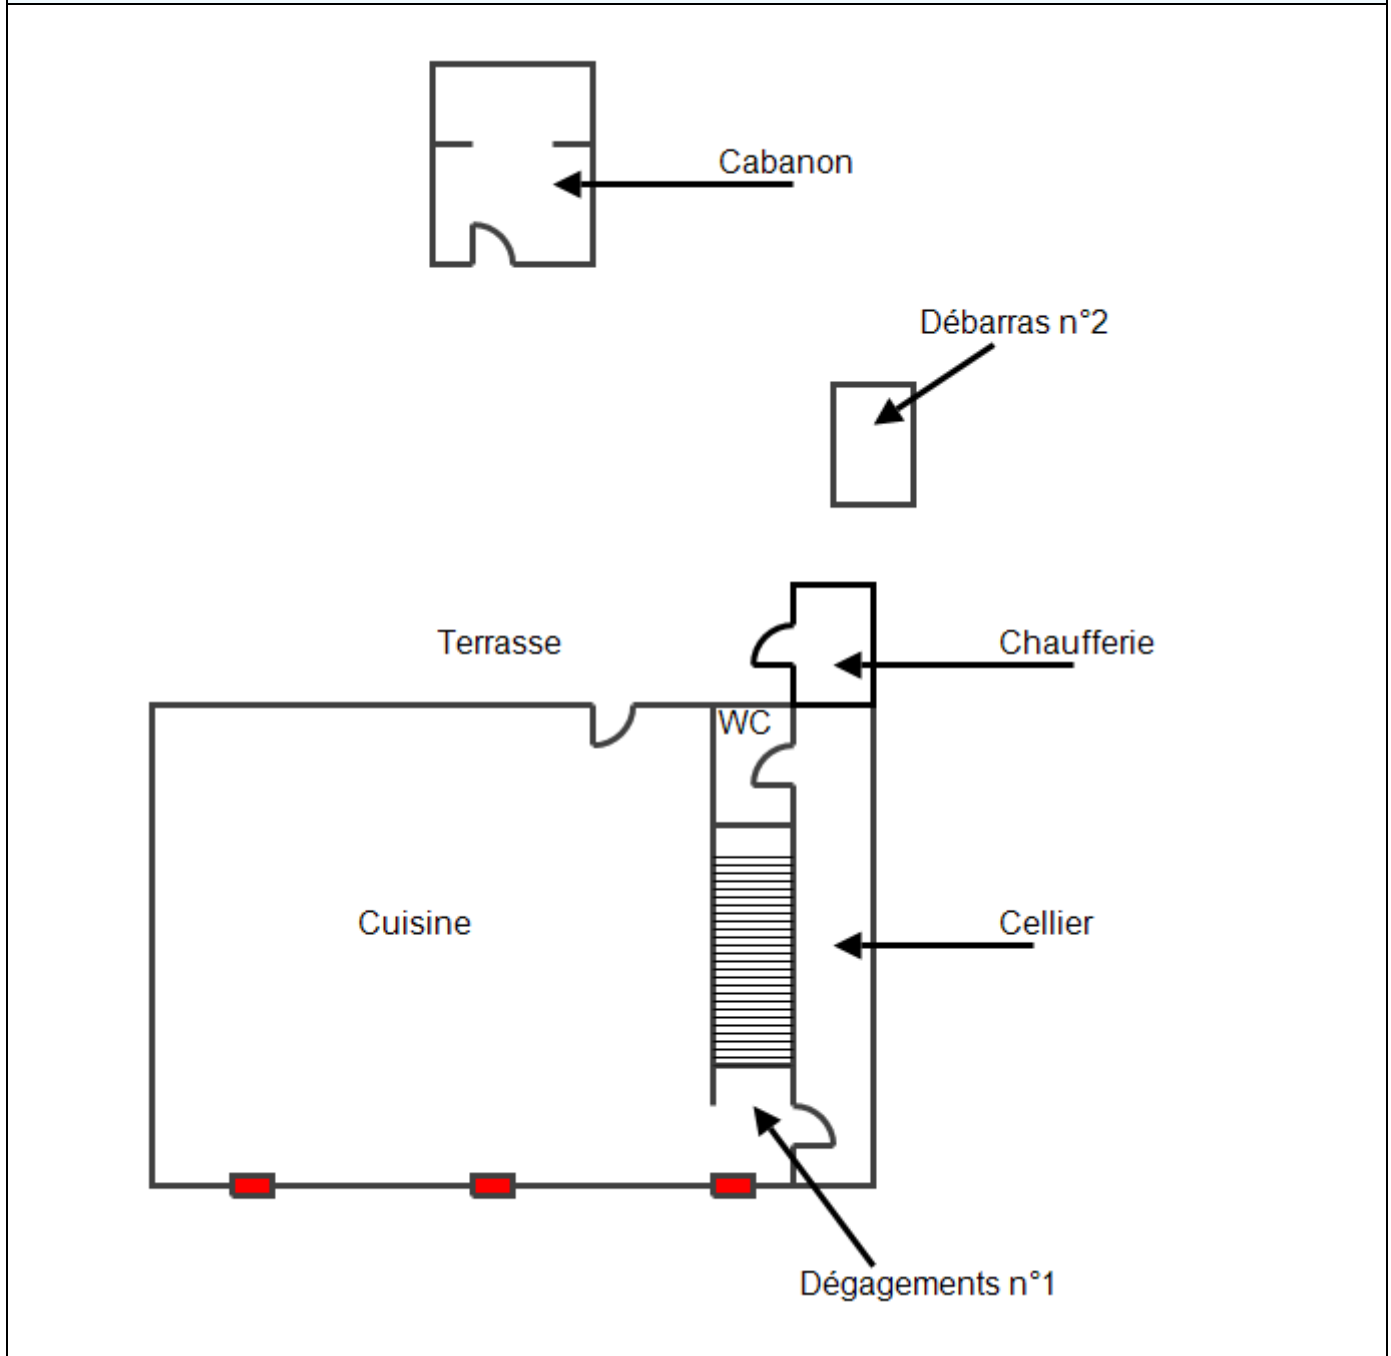 Cabanon
Débarras n°2
Terrasse
Chaufferie
WC
Cuisine
Cellier
Dégagements n°1